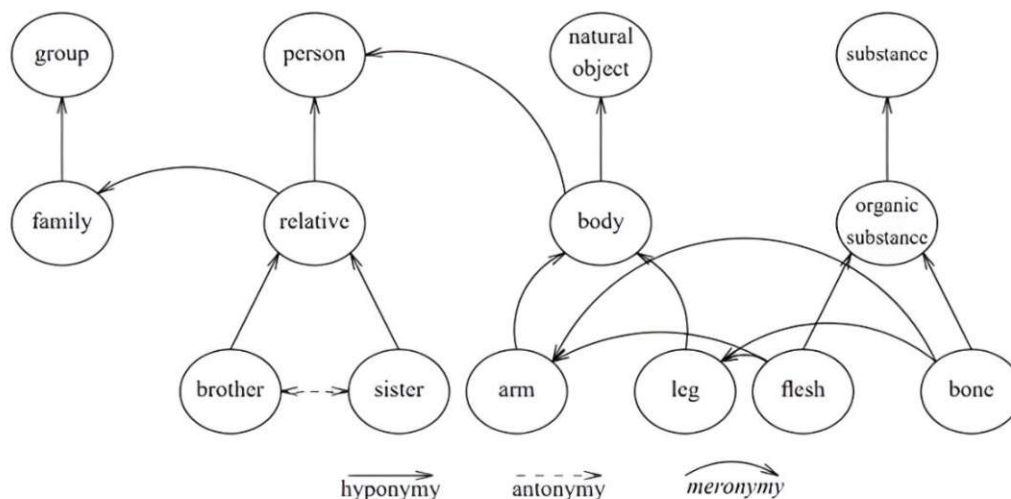 group
person
natural
object
substance
family
relative
body
organic
substance
brother
sister
arm
leg
flesh
bone
hyponymy
antonymy
meronymy